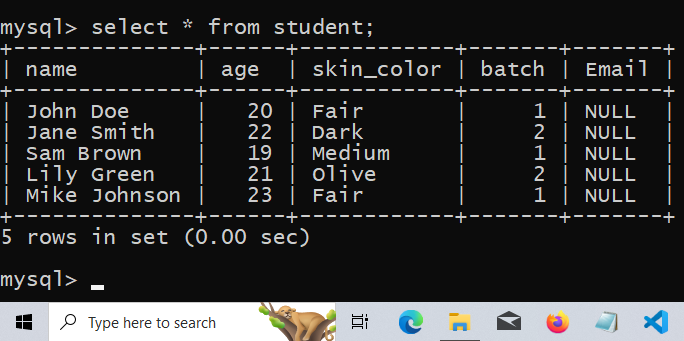 mysql> select * from student;
+--------------+------+------------+-------+-------+
| name         | age  | skin_color | batch | Email |
+--------------+------+------------+-------+-------+
| John Doe     |   20 | Fair       |     1 | NULL  |
| Jane Smith   |   22 | Dark       |     2 | NULL  |
| Sam Brown    |   19 | Medium     |     1 | NULL  |
| Lily Green   |   21 | Olive      |     2 | NULL  |
| Mike Johnson |   23 | Fair       |     1 | NULL  |
+--------------+------+------------+-------+-------+
5 rows in set (0.00 sec)
mysql>
Type here to search